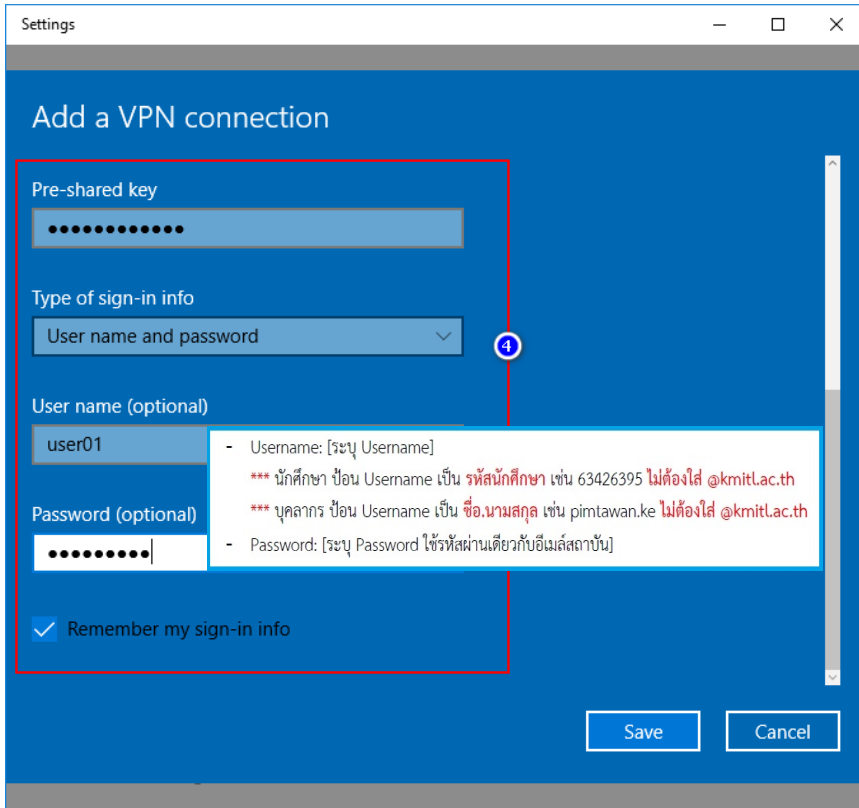 Settings
Add a VPN connection
Pre-shared key
●●●●●●●●●●●●
Type of sign-in info
User name and password
4
User name (optional)
user01
- Username: [ระบุ Username]
*** นักศึกษา ป้อน Username เป็น รหัสนักศึกษา เช่น 63426395 ไม่ต้องใส่ @kmitl.ac.th
*** บุคลากร ป้อน Username เป็น ชื่อ.นามสกุล เช่น pimtawan.ke ไม่ต้องใส่ @kmitl.ac.th
- Password: [ระบุ Password ใช้รหัสผ่านเดียวกับอีเมล์สถาบัน]
Password (optional)
●●●●●●●●●
Remember my sign-in info
Save
Cancel